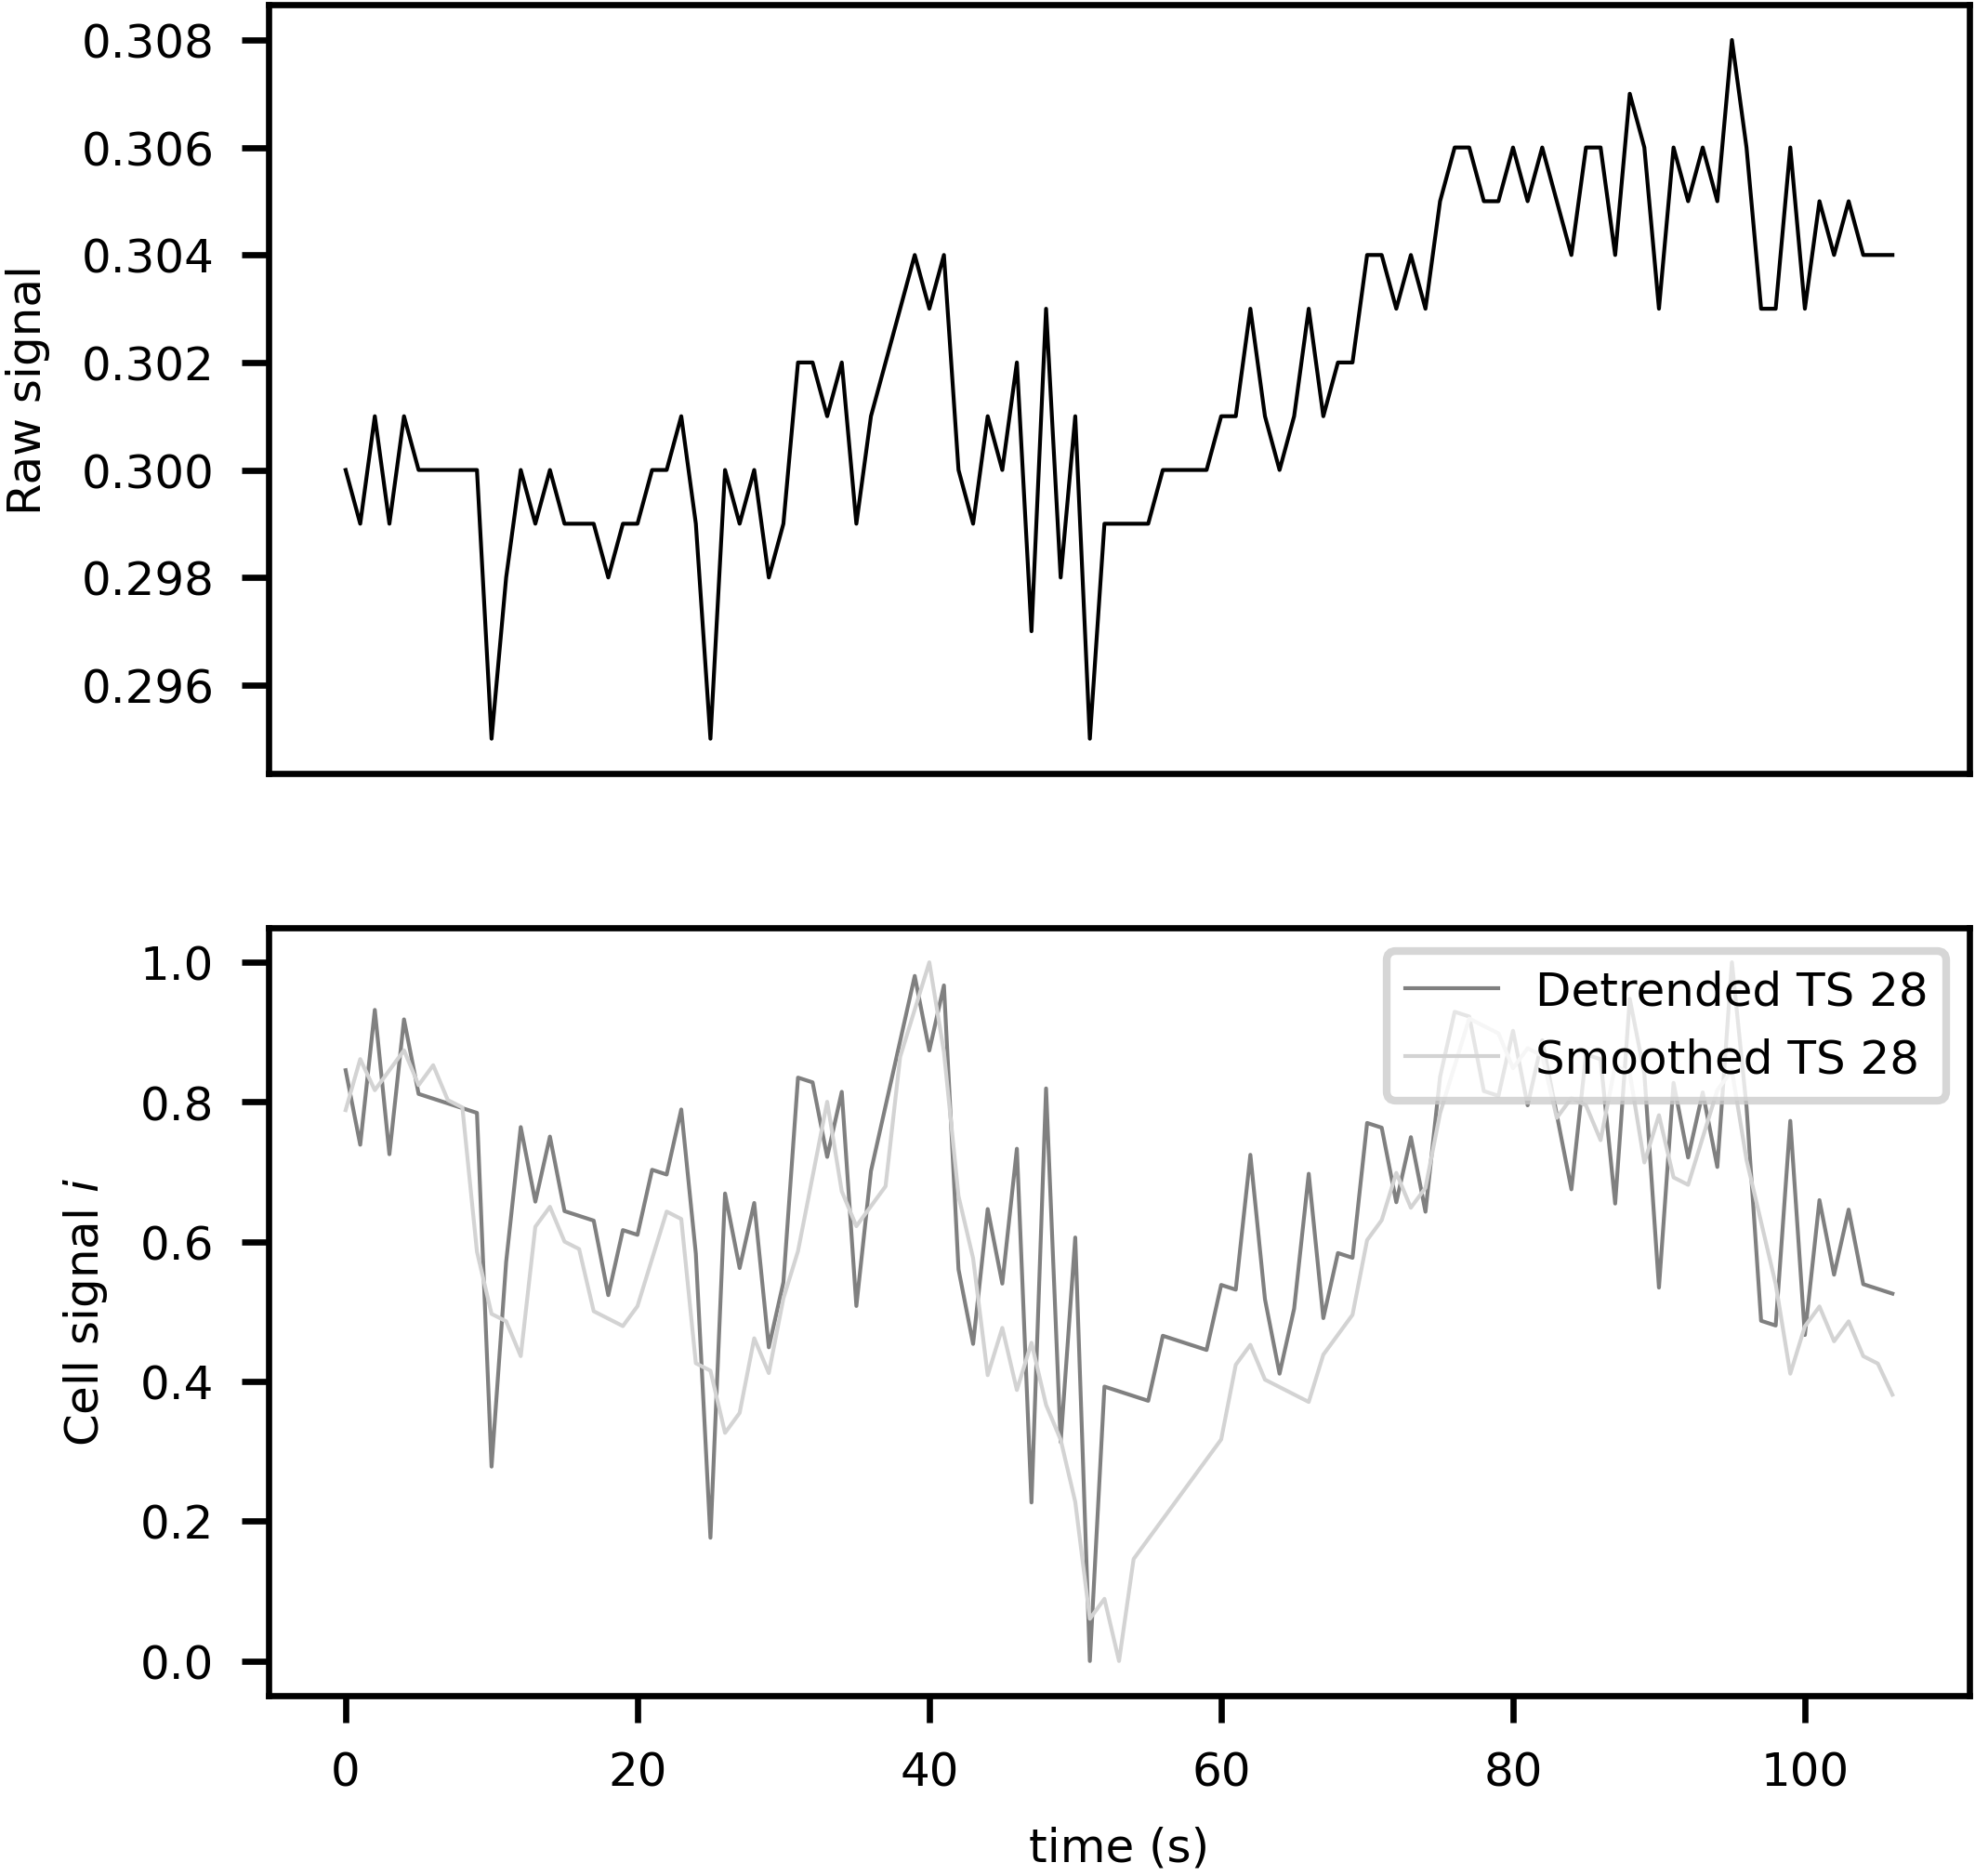 0.308
0.306
0.304
0.302
0.300
0.298
0.296
Raw signal
1.0
0.8
0.6
0.4
0.2
0.0
Cell signal i
Detrended TS 28
Smoothed TS 28
0 20 40 60 80 100
time (s)